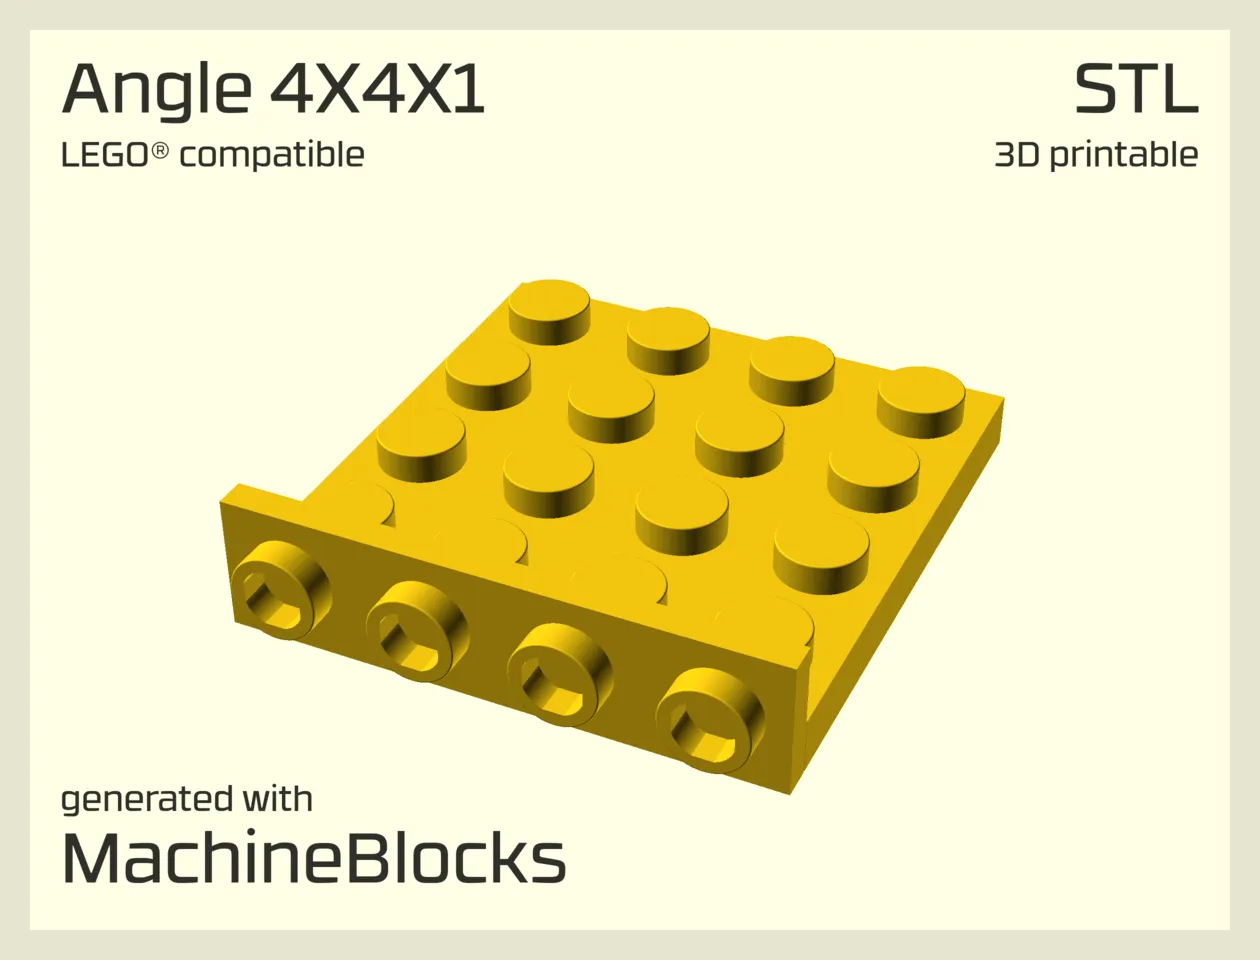 Angle 4X4X1
LEGO® compatible
STL
3D printable
generated with
MachineBlocks